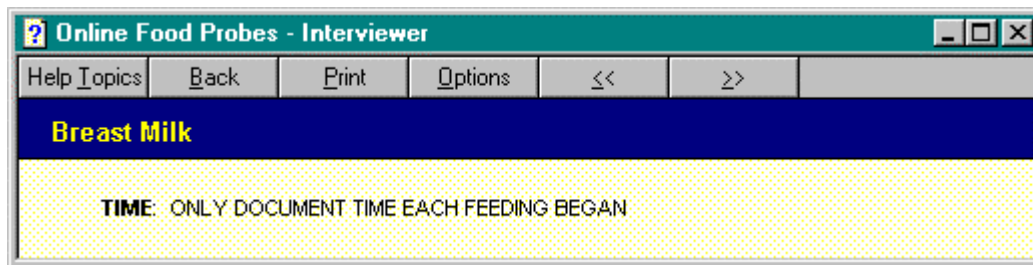 Online Food Probes - Interviewer
Help Topics Back Print Options << >>
Breast Milk
TIME: ONLY DOCUMENT TIME EACH FEEDING BEGAN